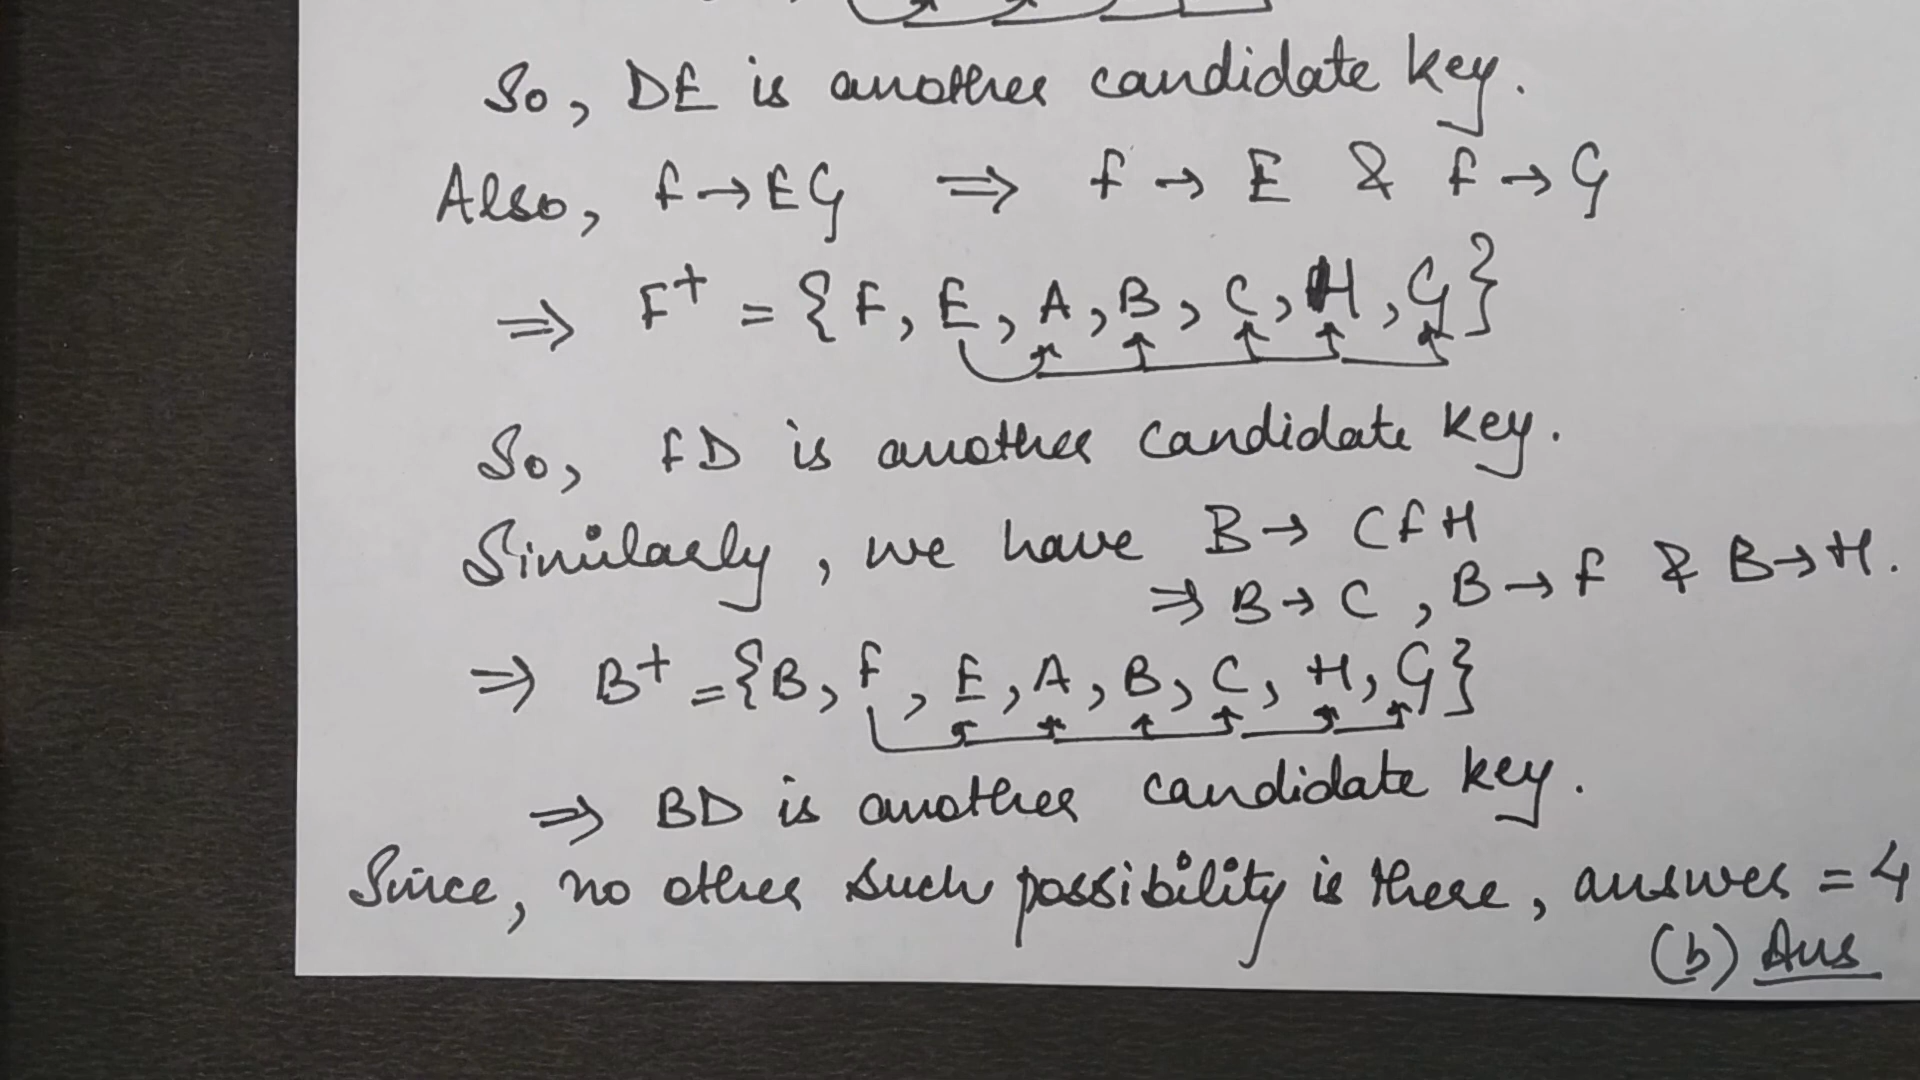 So, DE is another candidate key.
Also, F → EG ⇒ F → E & F → G
⇒ F⁺ = {F, E, A, B, C, H, G}
So, FD is another candidate key.
Similarly, we have B → CFH
⇒ B → C, B → F & B → H.
⇒ B⁺ = {B, F, E, A, B, C, H, G}
⇒ BD is another candidate key.
Since, no other such possibility is there, answer = 4
(b) Ans